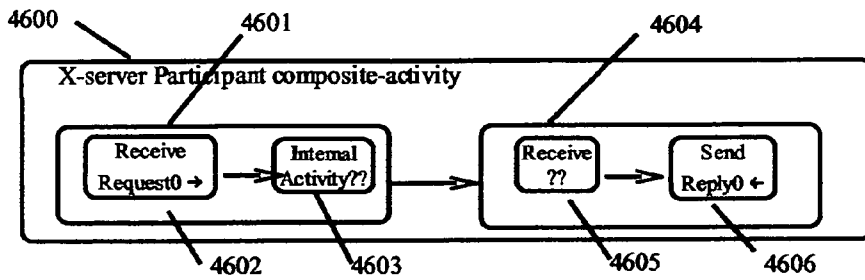 4600
4601
4604
X-server Participant composite-activity
Receive
Request0 →
Internal
Activity??
Receive
??
Send
Reply0 ←
4602
4603
4605
4606